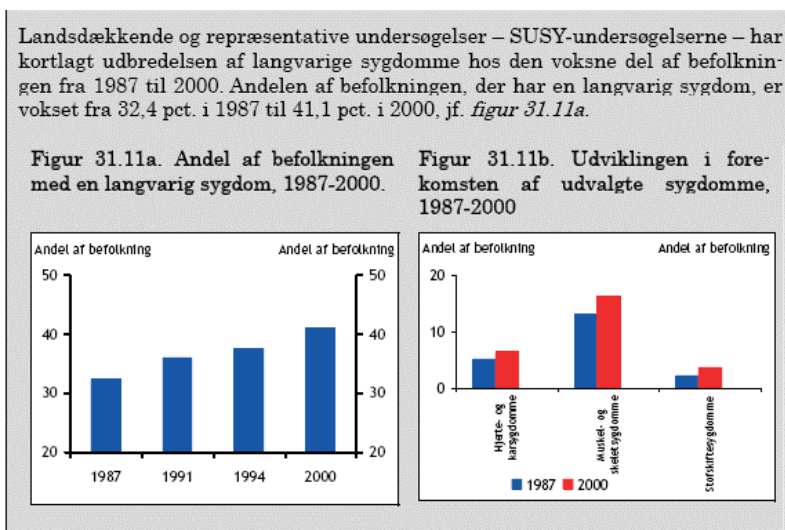 Landsdækkende og repræsentative undersøgelser – SUSY-undersøgelserne – har
kortlagt udbredelsen af langvarige sygdomme hos den voksne del af befolknin-
gen fra 1987 til 2000. Andelen af befolkningen, der har en langvarig sygdom, er
vokset fra 32,4 pct. i 1987 til 41,1 pct. i 2000, jf. figur 31.11a.
Figur 31.11a. Andel af befolkningen
med en langvarig sygdom, 1987-2000.
Andel af befolkning Andel af befolkning
50 50
40 40
30 30
20 20
1987 1991 1994 2000
Figur 31.11b. Udviklingen i fore-
komsten af udvalgte sygdomme,
1987-2000
Andel af befolkning Andel af befolkning
20
10
0
Hjerte- og
karsygdomme
Muskel- og
skeletsygdomme
Stofskiftesygdomme
1987 2000